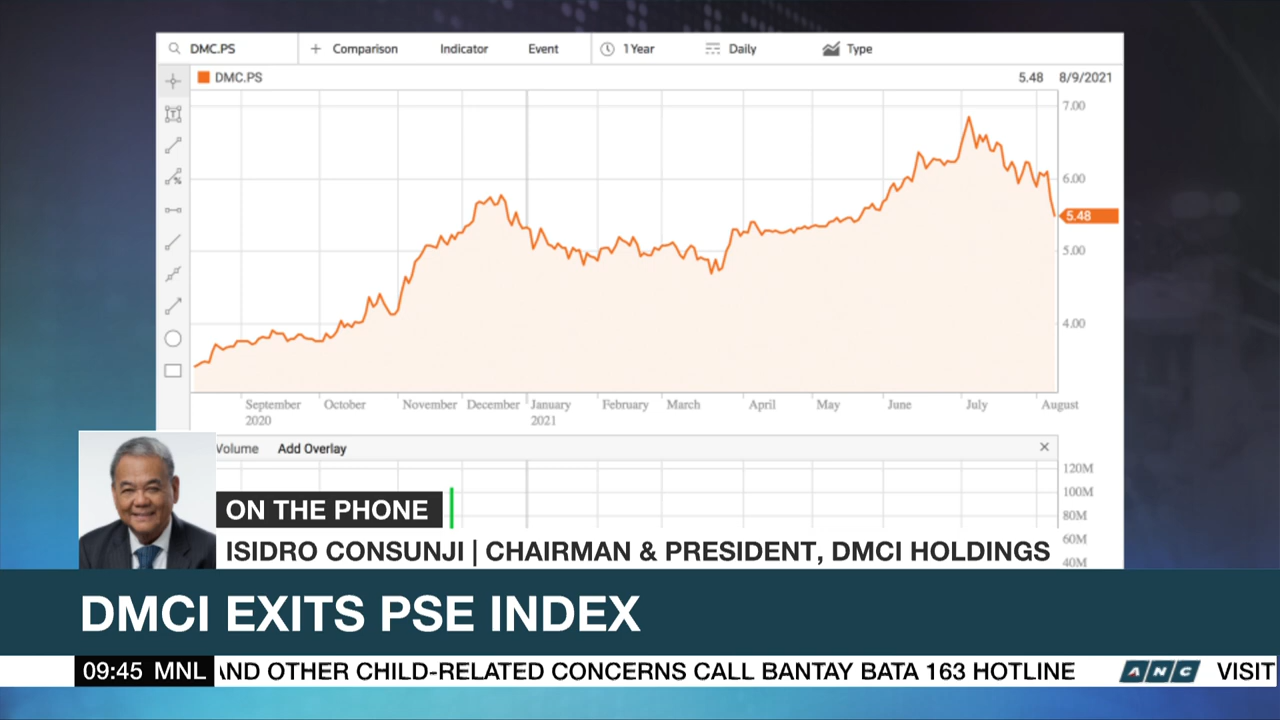 DMC.PS
Comparison
Indicator
Event
1 Year
Daily
Type
DMC.PS
5.48 8/9/2021
7.00
6.00
5.48
5.00
4.00
September October November December January February March April May June July August
2020 2021
Volume Add Overlay
120M
100M
80M
60M
40M
ON THE PHONE
ISIDRO CONSUNJI | CHAIRMAN & PRESIDENT, DMCI HOLDINGS
DMCI EXITS PSE INDEX
09:45 MNL AND OTHER CHILD-RELATED CONCERNS CALL BANTAY BATA 163 HOTLINE ANC VISIT